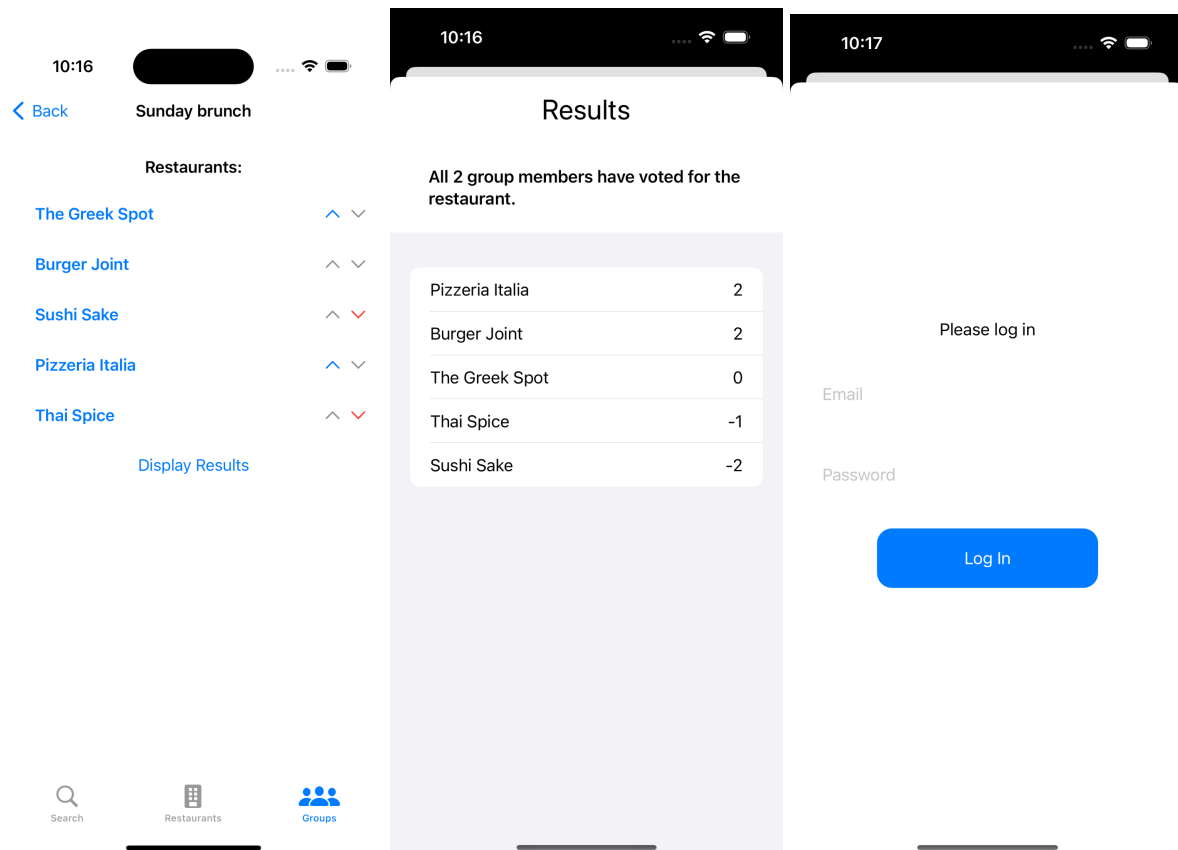 10:16
Back
Sunday brunch
Restaurants:
The Greek Spot
Burger Joint
Sushi Sake
Pizzeria Italia
Thai Spice
Display Results
Search
Restaurants
Groups
10:16
Results
All 2 group members have voted for the
restaurant.
Pizzeria Italia 2
Burger Joint 2
The Greek Spot 0
Thai Spice -1
Sushi Sake -2
10:17
Please log in
Email
Password
Log In